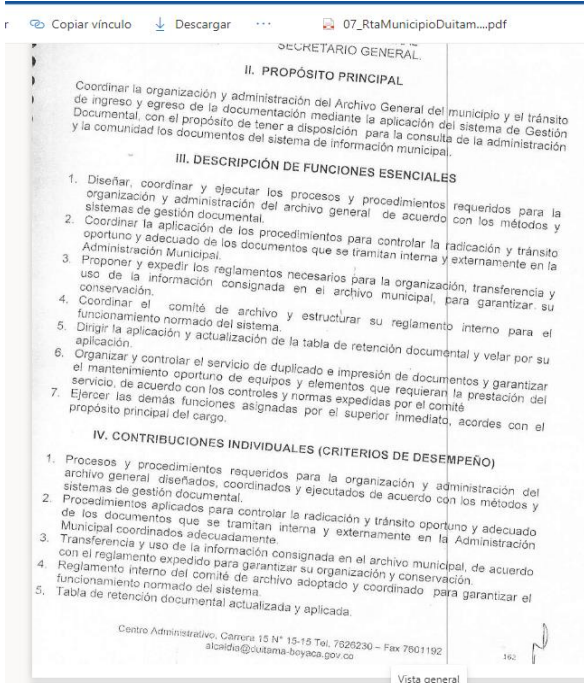 r Copiar vínculo Descargar ··· 07_RtaMunicipioDuitam....pdf
SECRETARIO GENERAL.
II. PROPÓSITO PRINCIPAL
Coordinar la organización y administración del Archivo General del municipio y el tránsito
de ingreso y egreso de la documentación mediante la aplicación del sistema de Gestión
Documental, con el propósito de tener a disposición para la consulta de la administración
y la comunidad los documentos del sistema de información municipal.
III. DESCRIPCIÓN DE FUNCIONES ESENCIALES
1. Diseñar, coordinar y ejecutar los procesos y procedimientos requeridos para la
organización y administración del archivo general de acuerdo con los métodos y
sistemas de gestión documental.
2. Coordinar la aplicación de los procedimientos para controlar la radicación y tránsito
oportuno y adecuado de los documentos que se tramitan interna y externamente en la
Administración Municipal.
3. Proponer y expedir los reglamentos necesarios para la organización, transferencia y
uso de la información consignada en el archivo municipal, para garantizar su
conservación.
4. Coordinar el comité de archivo y estructurar su reglamento interno para el
funcionamiento normado del sistema.
5. Dirigir la aplicación y actualización de la tabla de retención documental y velar por su
aplicación.
6. Organizar y controlar el servicio de duplicado e impresión de documentos y garantizar
el mantenimiento oportuno de equipos y elementos que requieran la prestación del
servicio, de acuerdo con los controles y normas expedidas por el comité
7. Ejercer las demás funciones asignadas por el superior inmediato, acordes con el
propósito principal del cargo.
IV. CONTRIBUCIONES INDIVIDUALES (CRITERIOS DE DESEMPEÑO)
1. Procesos y procedimientos requeridos para la organización y administración del
archivo general diseñados, coordinados y ejecutados de acuerdo con los métodos y
sistemas de gestión documental.
2. Procedimientos aplicados para controlar la radicación y tránsito oportuno y adecuado
de los documentos que se tramitan interna y externamente en la Administración
Municipal coordinados adecuadamente.
3. Transferencia y uso de la información consignada en el archivo municipal, de acuerdo
con el reglamento expedido para garantizar su organización y conservación.
4. Reglamento interno del comité de archivo adoptado y coordinado para garantizar el
funcionamiento normado del sistema.
5. Tabla de retención documental actualizada y aplicada.
Centro Administrativo, Carrera 15 N° 15-15 Tel. 7626230 – Fax 7601192
alcaldia@duitama-boyaca.gov.co
162
Vista general